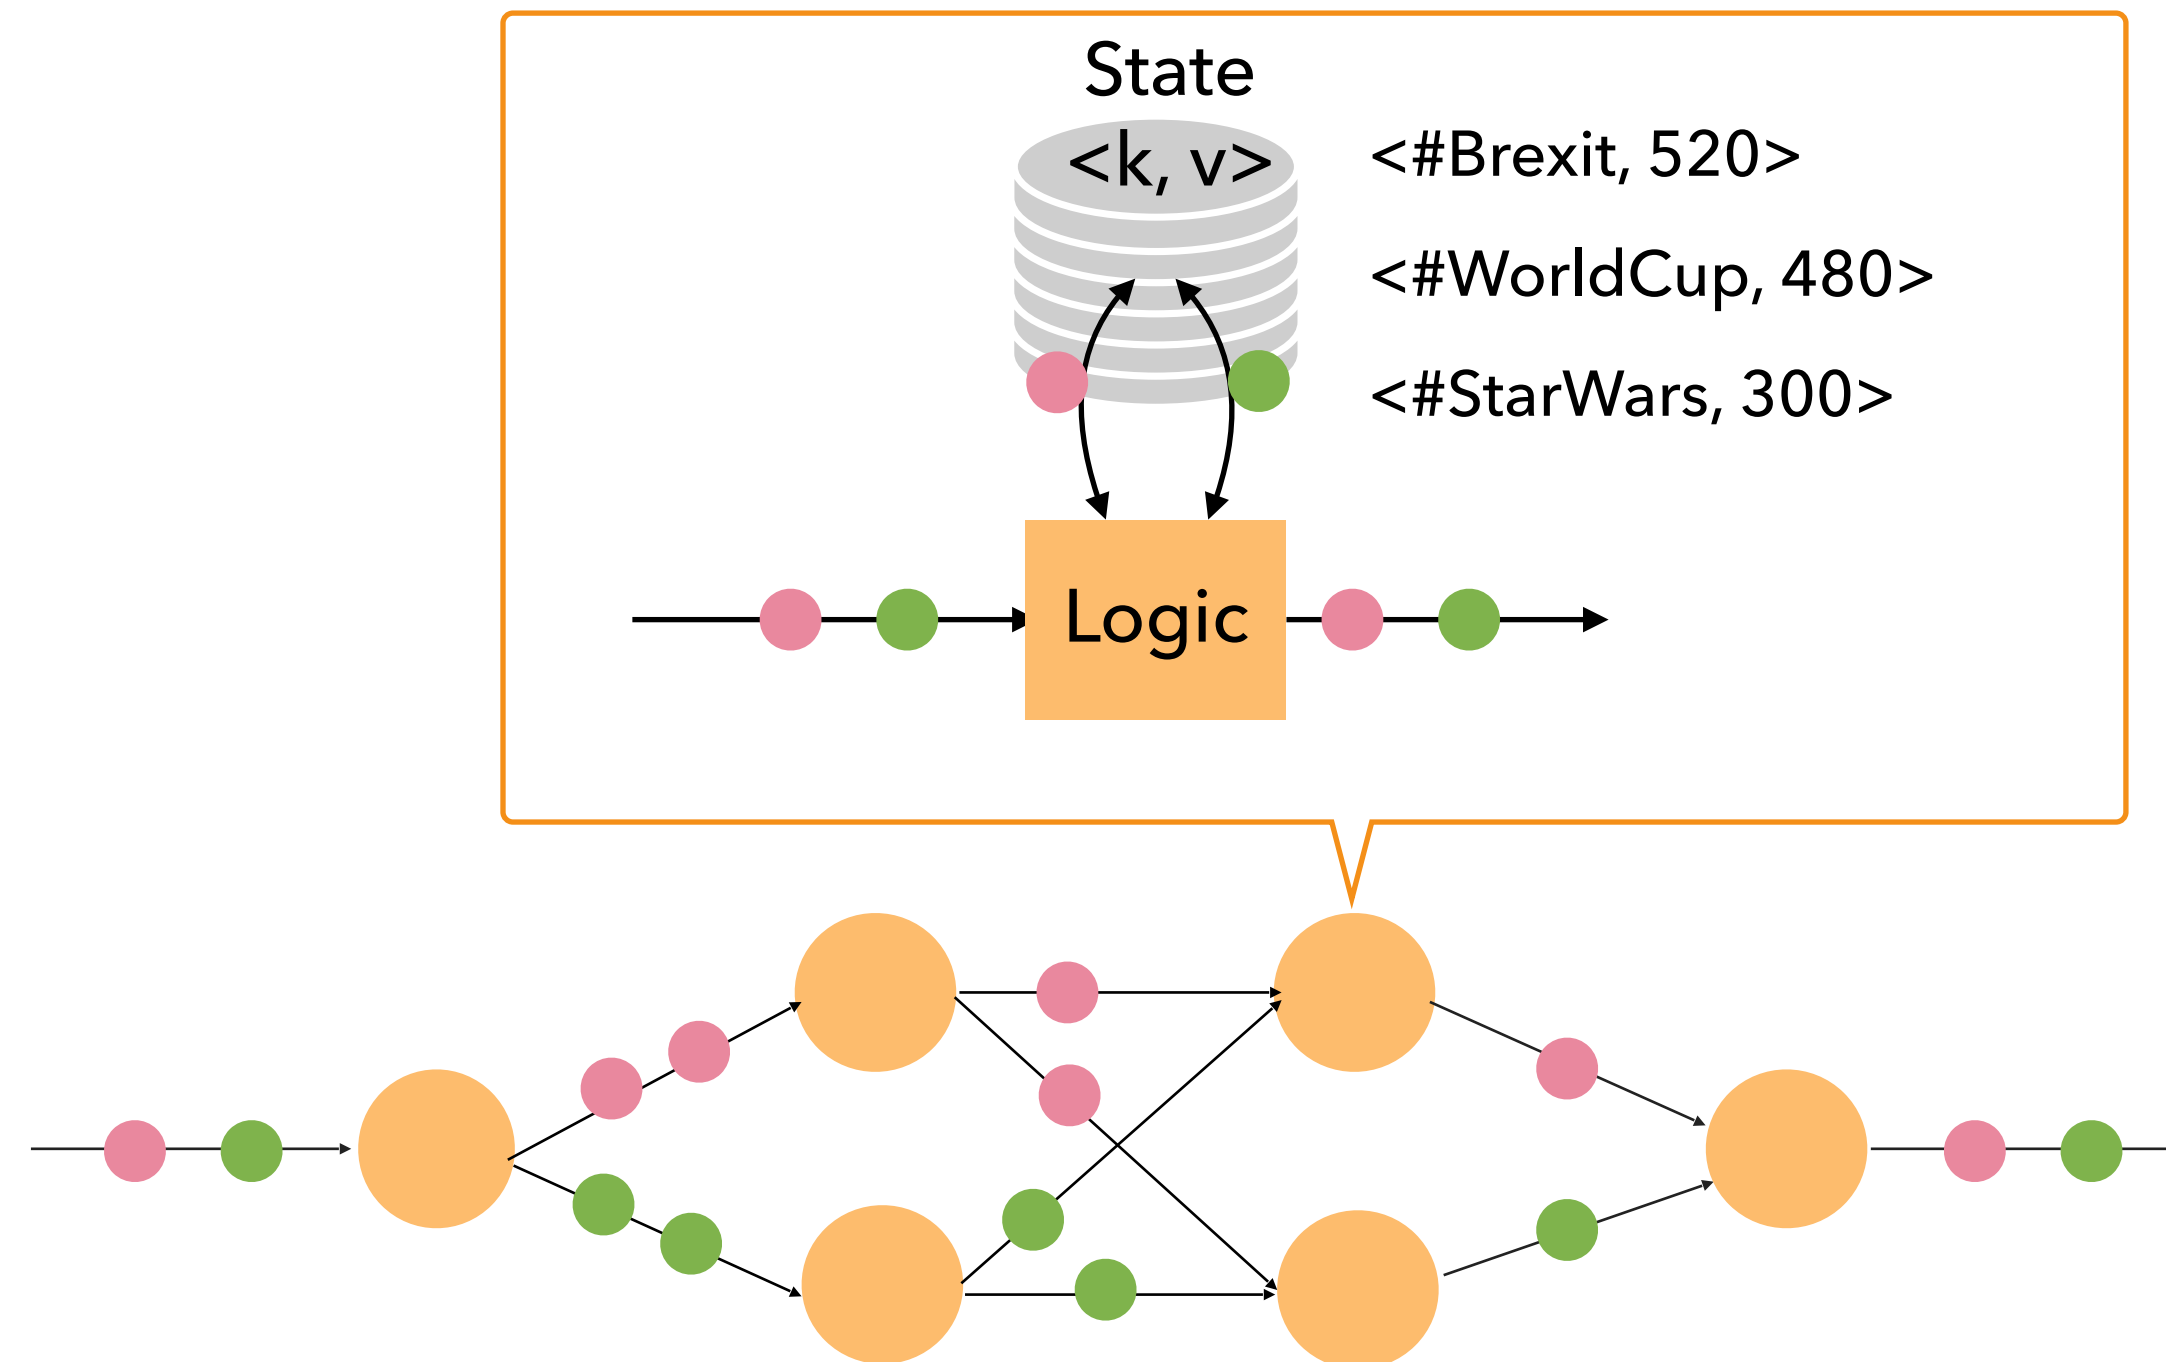 State
<k, v>
<#Brexit, 520>
<#WorldCup, 480>
<#StarWars, 300>
Logic